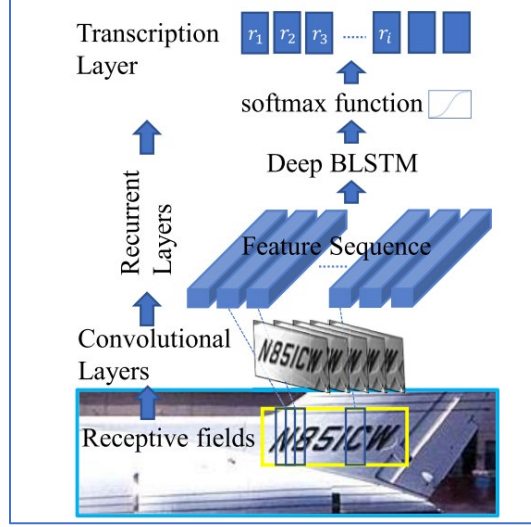 Transcription
Layer
r₁ r₂ r₃ ...... rᵢ
softmax function
Deep BLSTM
Recurrent
Layers
Feature Sequence
......
Convolutional
Layers
N851CW W W W W
Receptive fields
N851CW